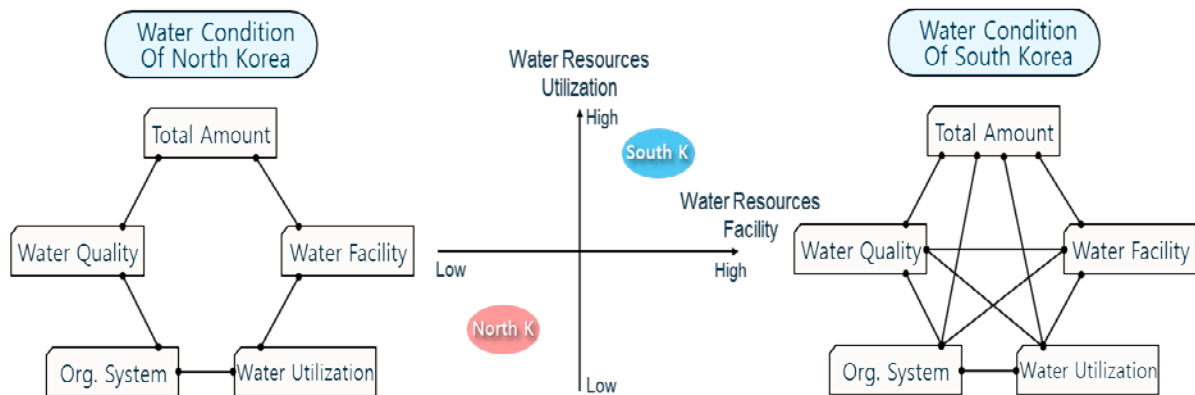 Water Condition
Of North Korea
Total Amount
Water Quality
Water Facility
Org. System
Water Utilization
Water Resources
Utilization
High
South K
Water Resources
Facility
Low
High
North K
Low
Water Condition
Of South Korea
Total Amount
Water Quality
Water Facility
Org. System
Water Utilization